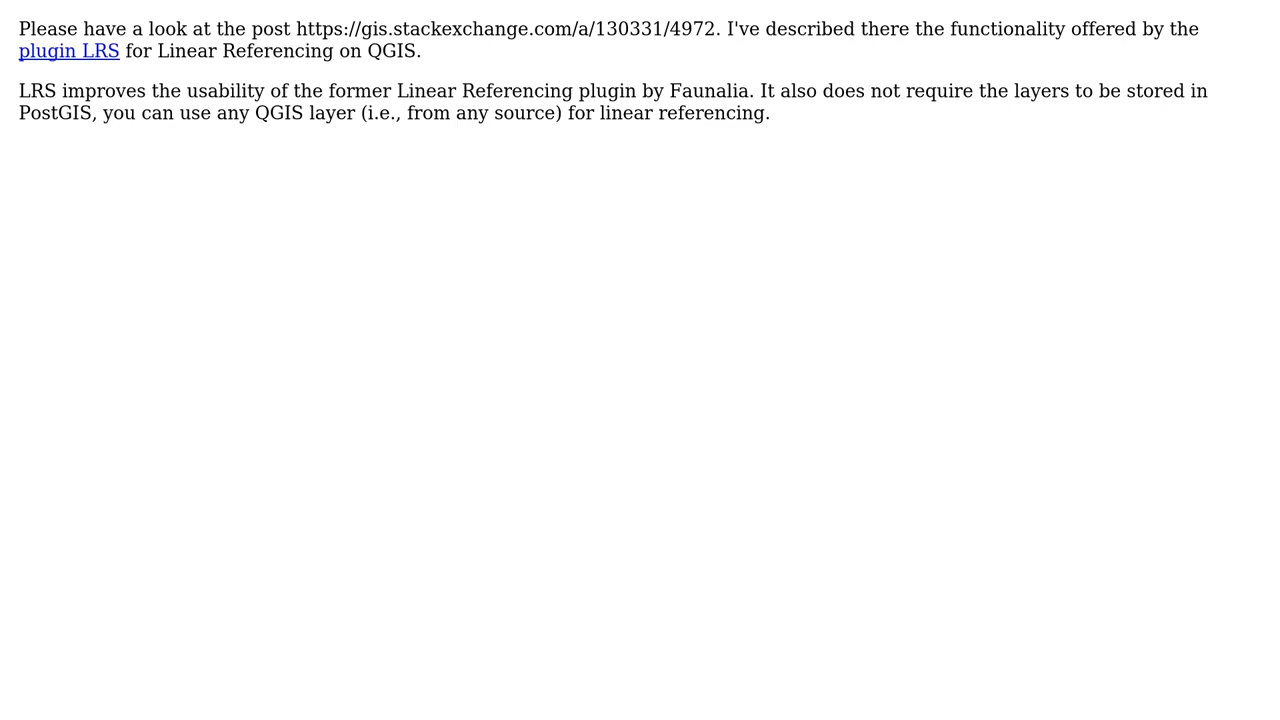 Please have a look at the post https://gis.stackexchange.com/a/130331/4972. I've described there the functionality offered by the
plugin LRS for Linear Referencing on QGIS.
LRS improves the usability of the former Linear Referencing plugin by Faunalia. It also does not require the layers to be stored in
PostGIS, you can use any QGIS layer (i.e., from any source) for linear referencing.